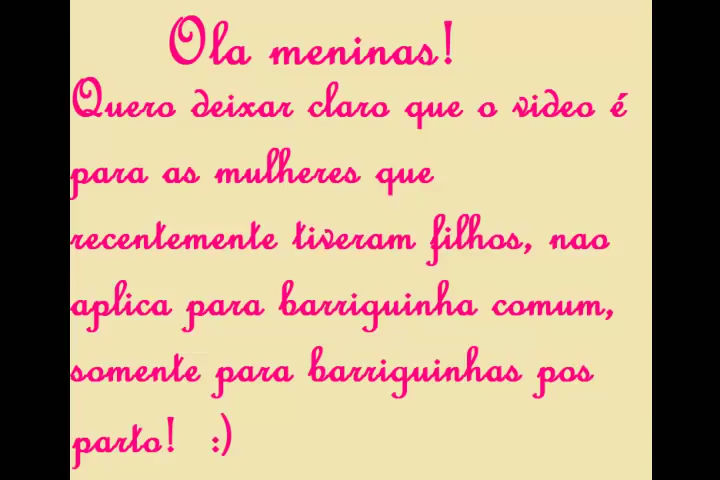 Ola meninas!
Quero deixar claro que o video é
para as mulheres que
recentemente tiveram filhos, nao
aplica para barriguinha comum,
somente para barriguinhas pos
parto! :)